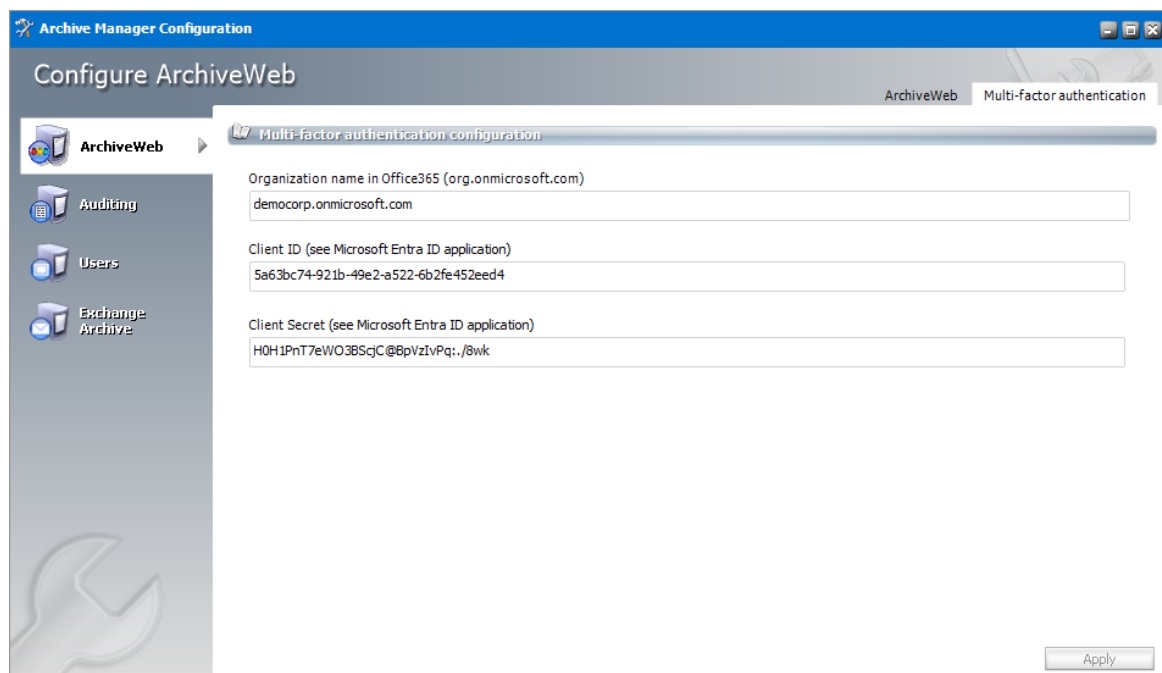 Archive Manager Configuration
Configure ArchiveWeb
ArchiveWeb Multi-factor authentication
ArchiveWeb
Auditing
Users
Exchange
Archive
Multi-factor authentication configuration
Organization name in Office365 (org.onmicrosoft.com)
democorp.onmicrosoft.com
Client ID (see Microsoft Entra ID application)
5a63bc74-921b-49e2-a522-6b2fe452eed4
Client Secret (see Microsoft Entra ID application)
H0H1PnT7eWO3BScjC@BpVzIvPq:./8wk
Apply